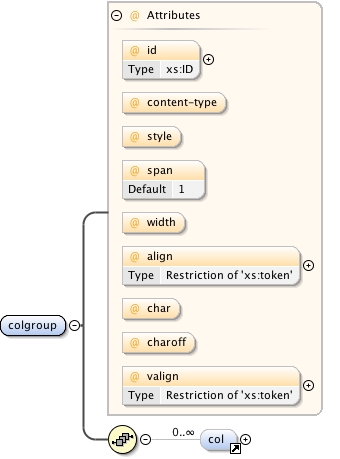 @ Attributes
@ id
Type xs:ID
@ content-type
@ style
@ span
Default 1
@ width
@ align
Type Restriction of 'xs:token'
@ char
@ charoff
@ valign
Type Restriction of 'xs:token'
colgroup
0..∞
col